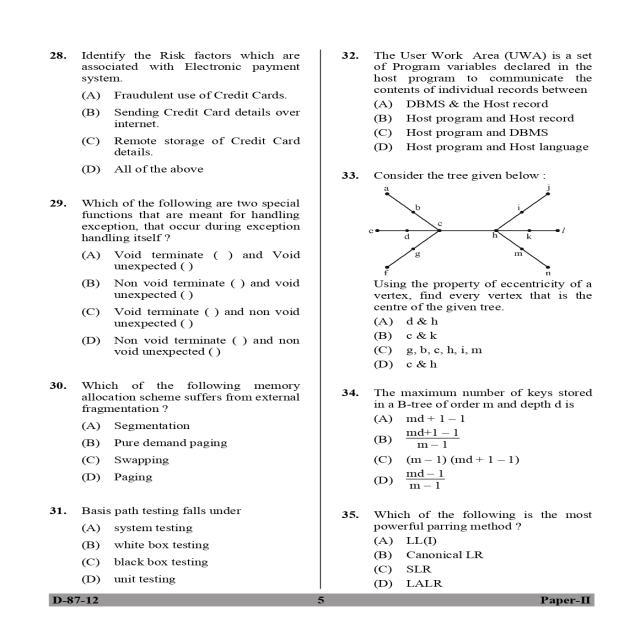 28. Identify the Risk factors which are
associated with Electronic payment
system.
(A) Fraudulent use of Credit Cards.
(B) Sending Credit Card details over
internet.
(C) Remote storage of Credit Card
details.
(D) All of the above
29. Which of the following are two special
functions that are meant for handling
exception, that occur during exception
handling itself ?
(A) Void terminate ( ) and Void
unexpected ( )
(B) Non void terminate ( ) and void
unexpected ( )
(C) Void terminate ( ) and non void
unexpected ( )
(D) Non void terminate ( ) and non
void unexpected ( )
30. Which of the following memory
allocation scheme suffers from external
fragmentation ?
(A) Segmentation
(B) Pure demand paging
(C) Swapping
(D) Paging
31. Basis path testing falls under
(A) system testing
(B) white box testing
(C) black box testing
(D) unit testing
32. The User Work Area (UWA) is a set
of Program variables declared in the
host program to communicate the
contents of individual records between
(A) DBMS & the Host record
(B) Host program and Host record
(C) Host program and DBMS
(D) Host program and Host language
33. Consider the tree given below :
a j
b i
c
e d h k l
g m
f n
Using the property of eccentricity of a
vertex, find every vertex that is the
centre of the given tree.
(A) d & h
(B) c & k
(C) g, b, c, h, i, m
(D) c & h
34. The maximum number of keys stored
in a B-tree of order m and depth d is
(A) md + 1 – 1
(B) md+1 – 1
m – 1
(C) (m – 1) (md + 1 – 1)
(D) md – 1
m – 1
35. Which of the following is the most
powerful parring method ?
(A) LL(I)
(B) Canonical LR
(C) SLR
(D) LALR
D-87-12 5 Paper-II